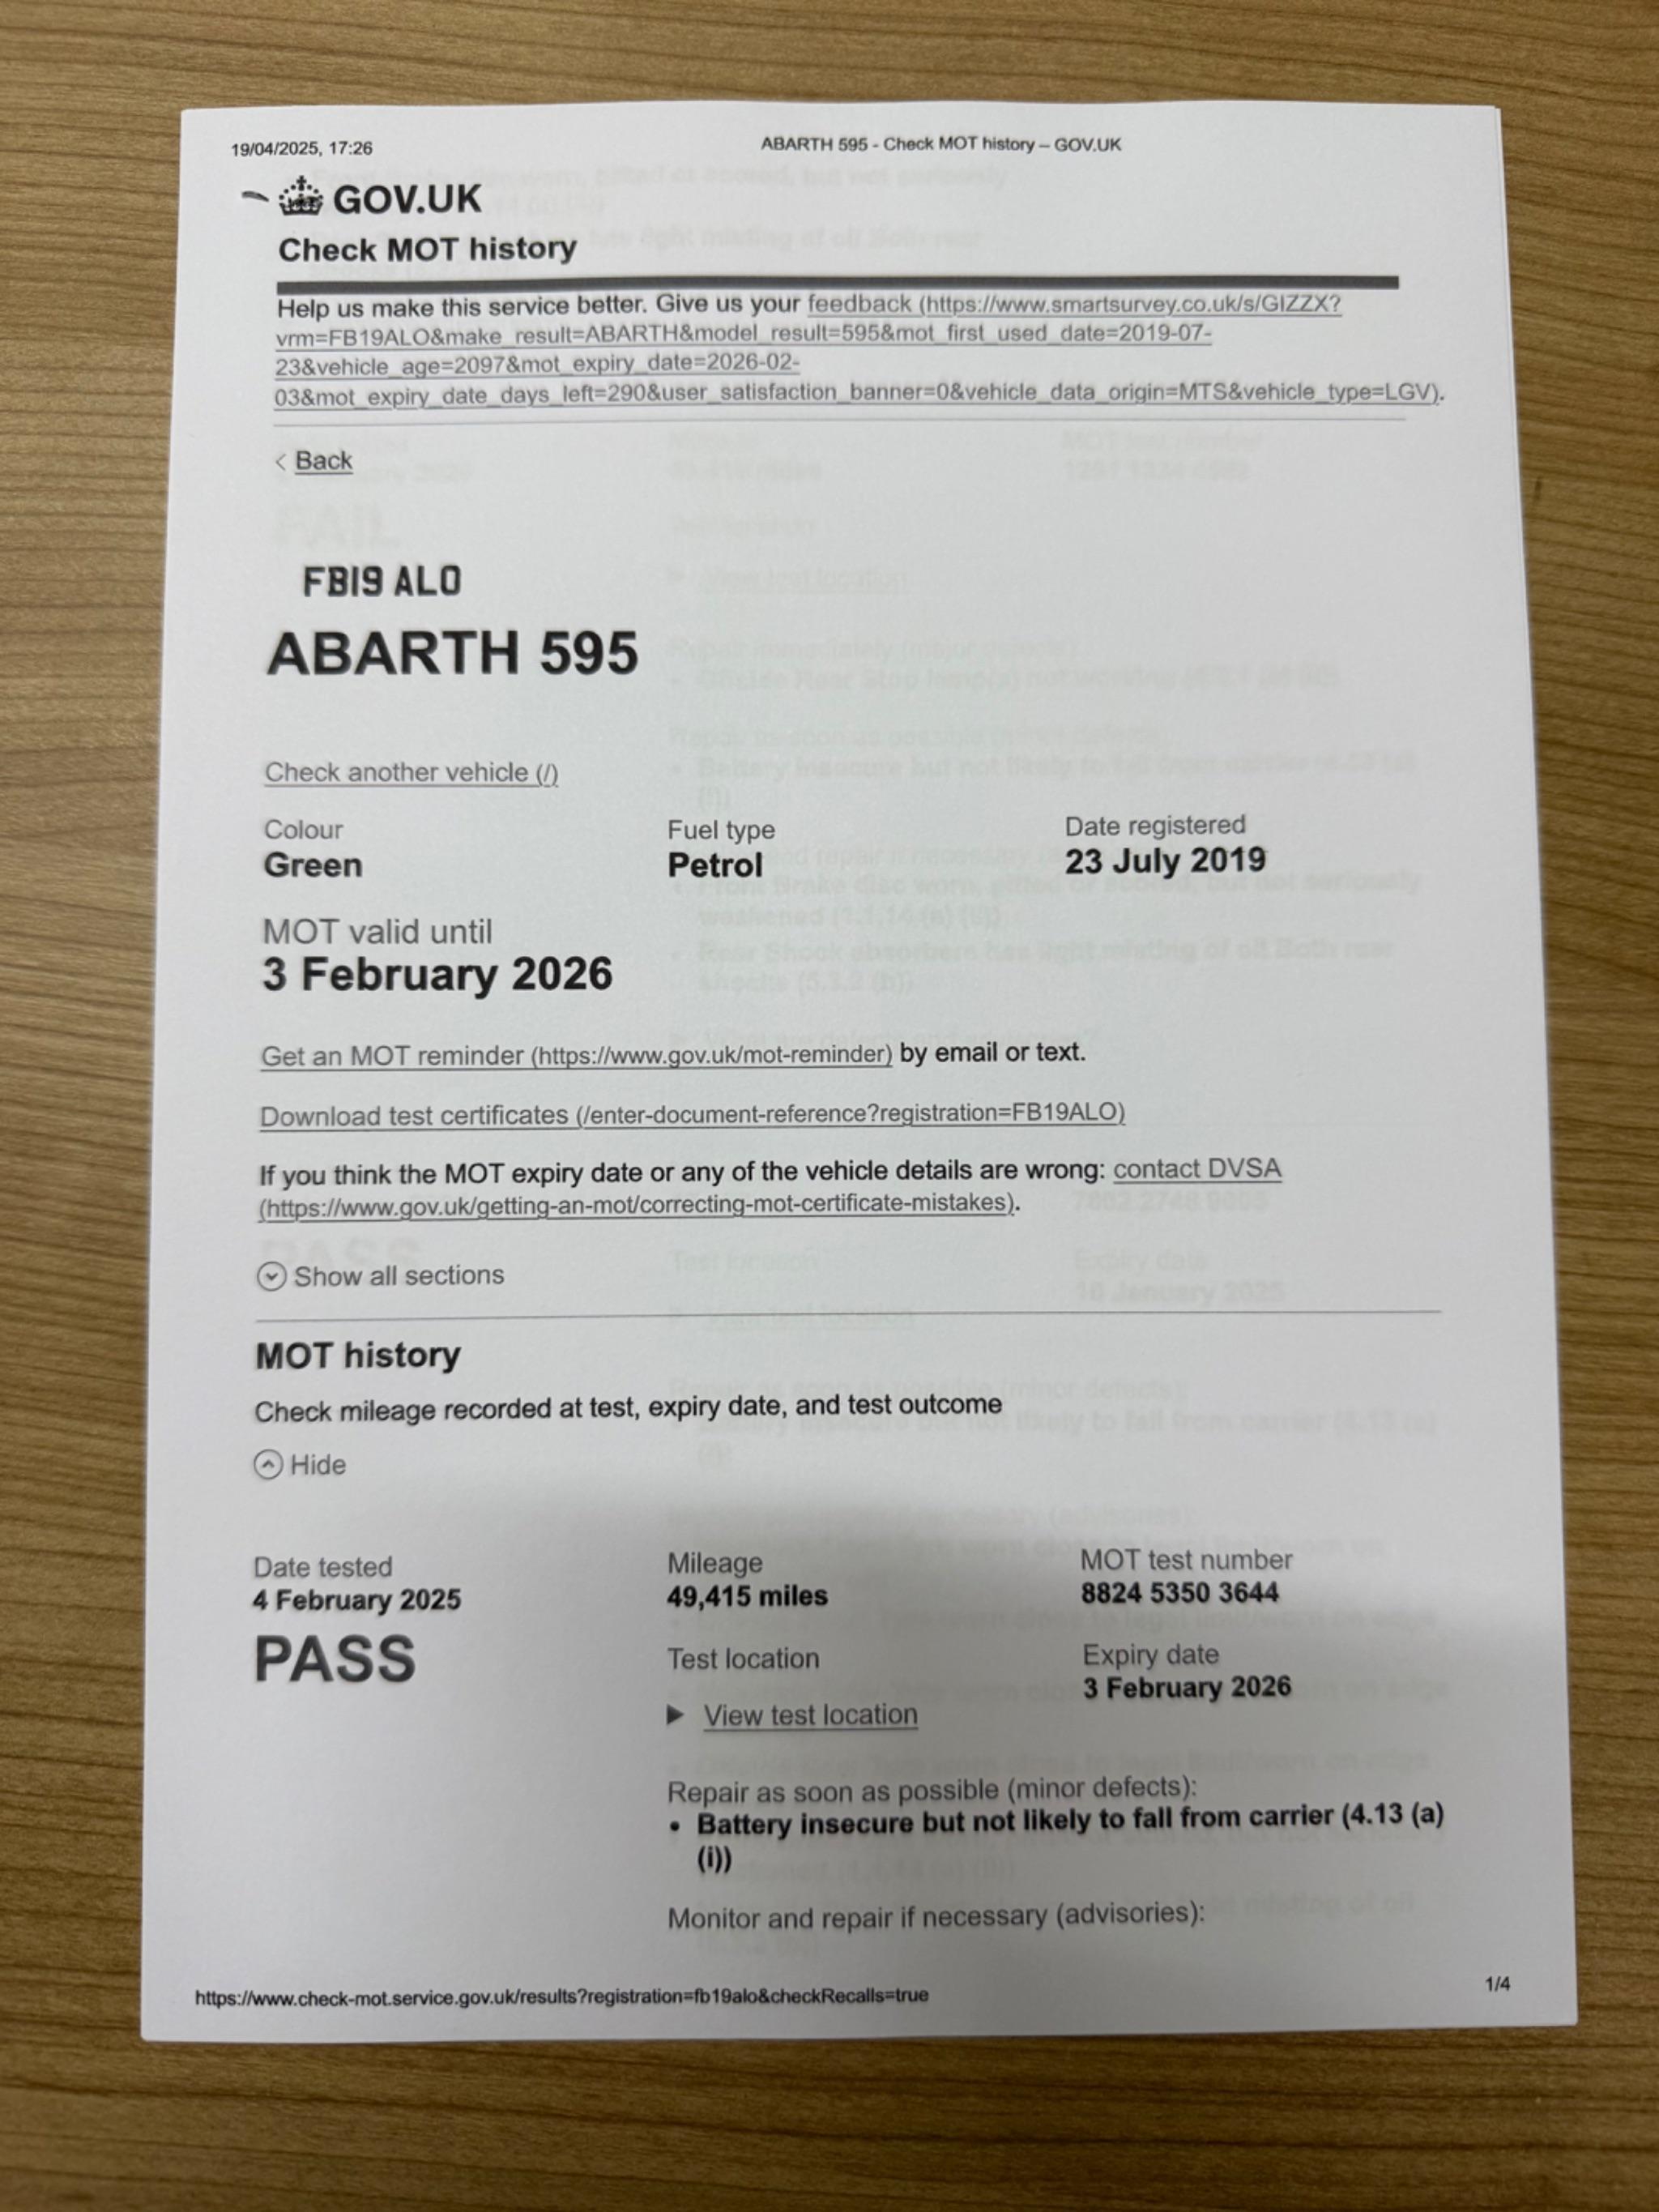 19/04/2025, 17:26 ABARTH 595 - Check MOT history – GOV.UK
GOV.UK
Check MOT history
Help us make this service better. Give us your feedback (https://www.smartsurvey.co.uk/s/GIZZX?
vrm=FB19ALO&make_result=ABARTH&model_result=595&mot_first_used_date=2019-07-
23&vehicle_age=2097&mot_expiry_date=2026-02-
03&mot_expiry_date_days_left=290&user_satisfaction_banner=0&vehicle_data_origin=MTS&vehicle_type=LGV).
< Back
FB19 ALO
ABARTH 595
Check another vehicle (/)
Colour Fuel type Date registered
Green Petrol 23 July 2019
MOT valid until
3 February 2026
Get an MOT reminder (https://www.gov.uk/mot-reminder) by email or text.
Download test certificates (/enter-document-reference?registration=FB19ALO)
If you think the MOT expiry date or any of the vehicle details are wrong: contact DVSA
(https://www.gov.uk/getting-an-mot/correcting-mot-certificate-mistakes).
Show all sections
MOT history
Check mileage recorded at test, expiry date, and test outcome
Hide
Date tested Mileage MOT test number
4 February 2025 49,415 miles 8824 5350 3644
PASS Test location Expiry date
3 February 2026
View test location
Repair as soon as possible (minor defects):
• Battery insecure but not likely to fall from carrier (4.13 (a)
(i))
Monitor and repair if necessary (advisories):
https://www.check-mot.service.gov.uk/results?registration=fb19alo&checkRecalls=true 1/4